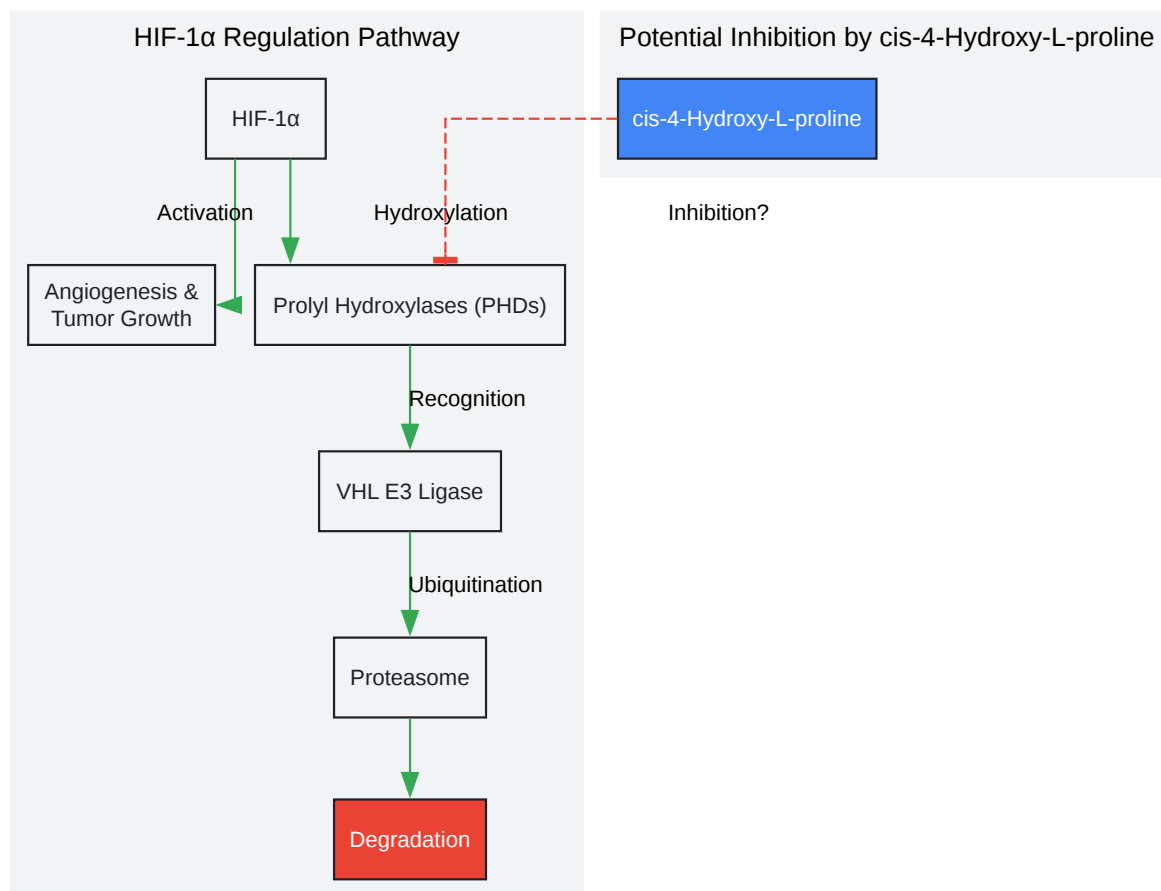 HIF-1α Regulation Pathway
Potential Inhibition by cis-4-Hydroxy-L-proline
HIF-1α
cis-4-Hydroxy-L-proline
Activation
Hydroxylation
Inhibition?
Angiogenesis &
Tumor Growth
Prolyl Hydroxylases (PHDs)
Recognition
VHL E3 Ligase
Ubiquitination
Proteasome
Degradation